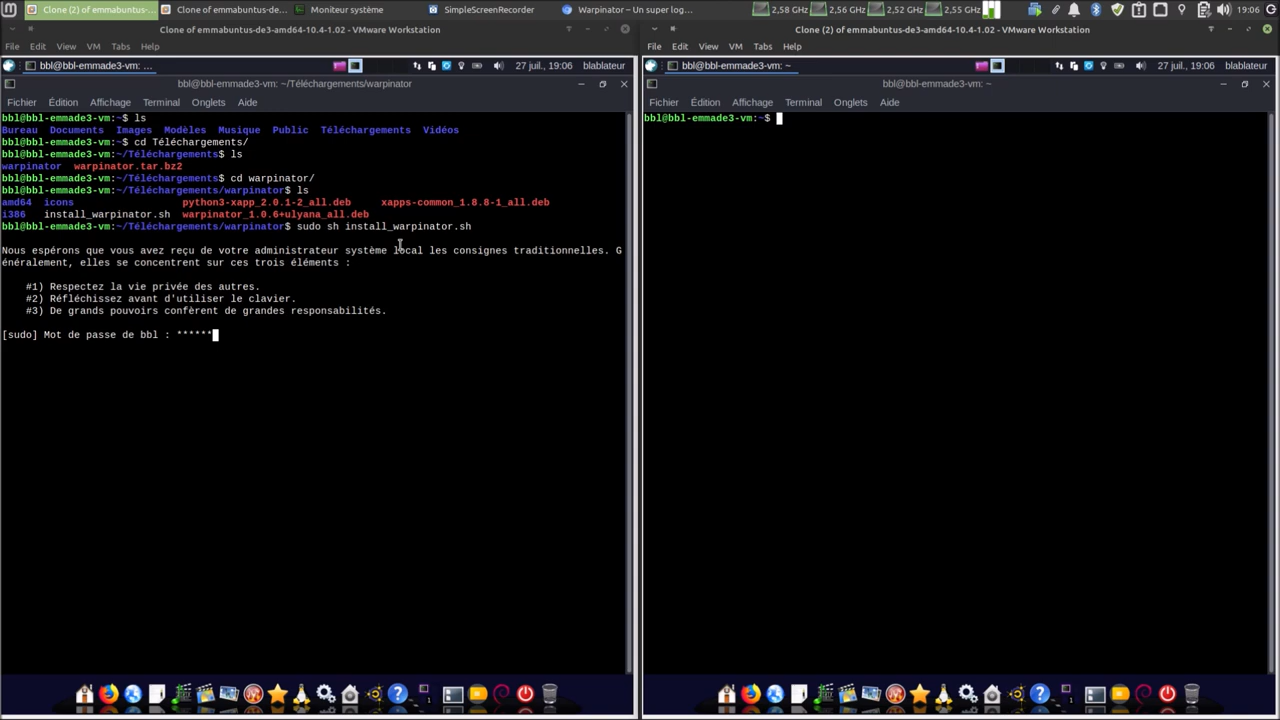 Clone (2) of emmabuntus-... Clone of emmabuntus-de... Moniteur système SimpleScreenRecorder Warpinator – Un super log... 2,58 GHz 2,56 GHz 2,52 GHz 2,55 GHz 19:06
Clone of emmabuntus-de3-amd64-10.4-1.02 - VMware Workstation
File Edit View VM Tabs Help
bbl@bbl-emmade3-vm: ... 27 juil., 19:06 blablateur
bbl@bbl-emmade3-vm: ~/Téléchargements/warpinator
Fichier Édition Affichage Terminal Onglets Aide
bbl@bbl-emmade3-vm:~$ ls
Bureau Documents Images Modèles Musique Public Téléchargements Vidéos
bbl@bbl-emmade3-vm:~$ cd Téléchargements/
bbl@bbl-emmade3-vm:~/Téléchargements$ ls
warpinator warpinator.tar.bz2
bbl@bbl-emmade3-vm:~/Téléchargements$ cd warpinator/
bbl@bbl-emmade3-vm:~/Téléchargements/warpinator$ ls
amd64 icons python3-xapp_2.0.1-2_all.deb xapps-common_1.8.8-1_all.deb
i386 install_warpinator.sh warpinator_1.0.6+ulyana_all.deb
bbl@bbl-emmade3-vm:~/Téléchargements/warpinator$ sudo sh install_warpinator.sh
Nous espérons que vous avez reçu de votre administrateur système local les consignes traditionnelles. G
énéralement, elles se concentrent sur ces trois éléments :
#1) Respectez la vie privée des autres.
#2) Réfléchissez avant d'utiliser le clavier.
#3) De grands pouvoirs confèrent de grandes responsabilités.
[sudo] Mot de passe de bbl : ******
Clone (2) of emmabuntus-de3-amd64-10.4-1.02 - VMware Workstation
File Edit View VM Tabs Help
bbl@bbl-emmade3-vm: ~ 27 juil., 19:06 blablateur
bbl@bbl-emmade3-vm: ~
Fichier Édition Affichage Terminal Onglets Aide
bbl@bbl-emmade3-vm:~$